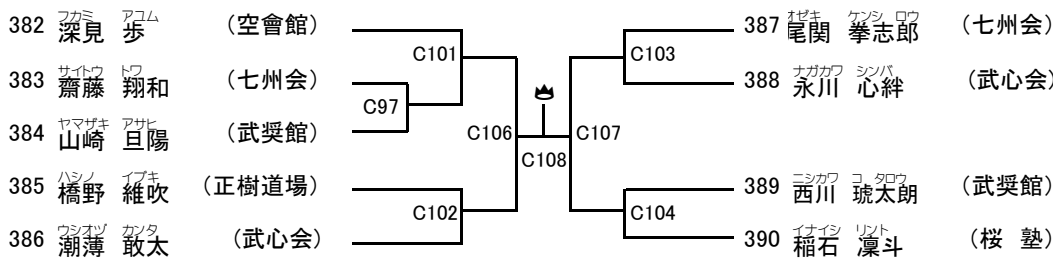 フカミ アユム
382 深見 歩 (空會館)
サイトウ トワ
383 齋藤 翔和 (七州会)
ヤマザキ アサヒ
384 山崎 旦陽 (武奨館)
ハシノ イブキ
385 橋野 維吹 (正樹道場)
ウシオヅ カンタ
386 潮薄 敢太 (武心会)
C101
C97
C106
C102
C108
C107
C103
C104
オゼキ ケンシロウ
387 尾関 拳志郎 (七州会)
ナガカワ シンバ
388 永川 心絆 (武心会)
ニシカワ コタロウ
389 西川 琥太朗 (武奨館)
イナイシ リント
390 稲石 凜斗 (桜 塾)